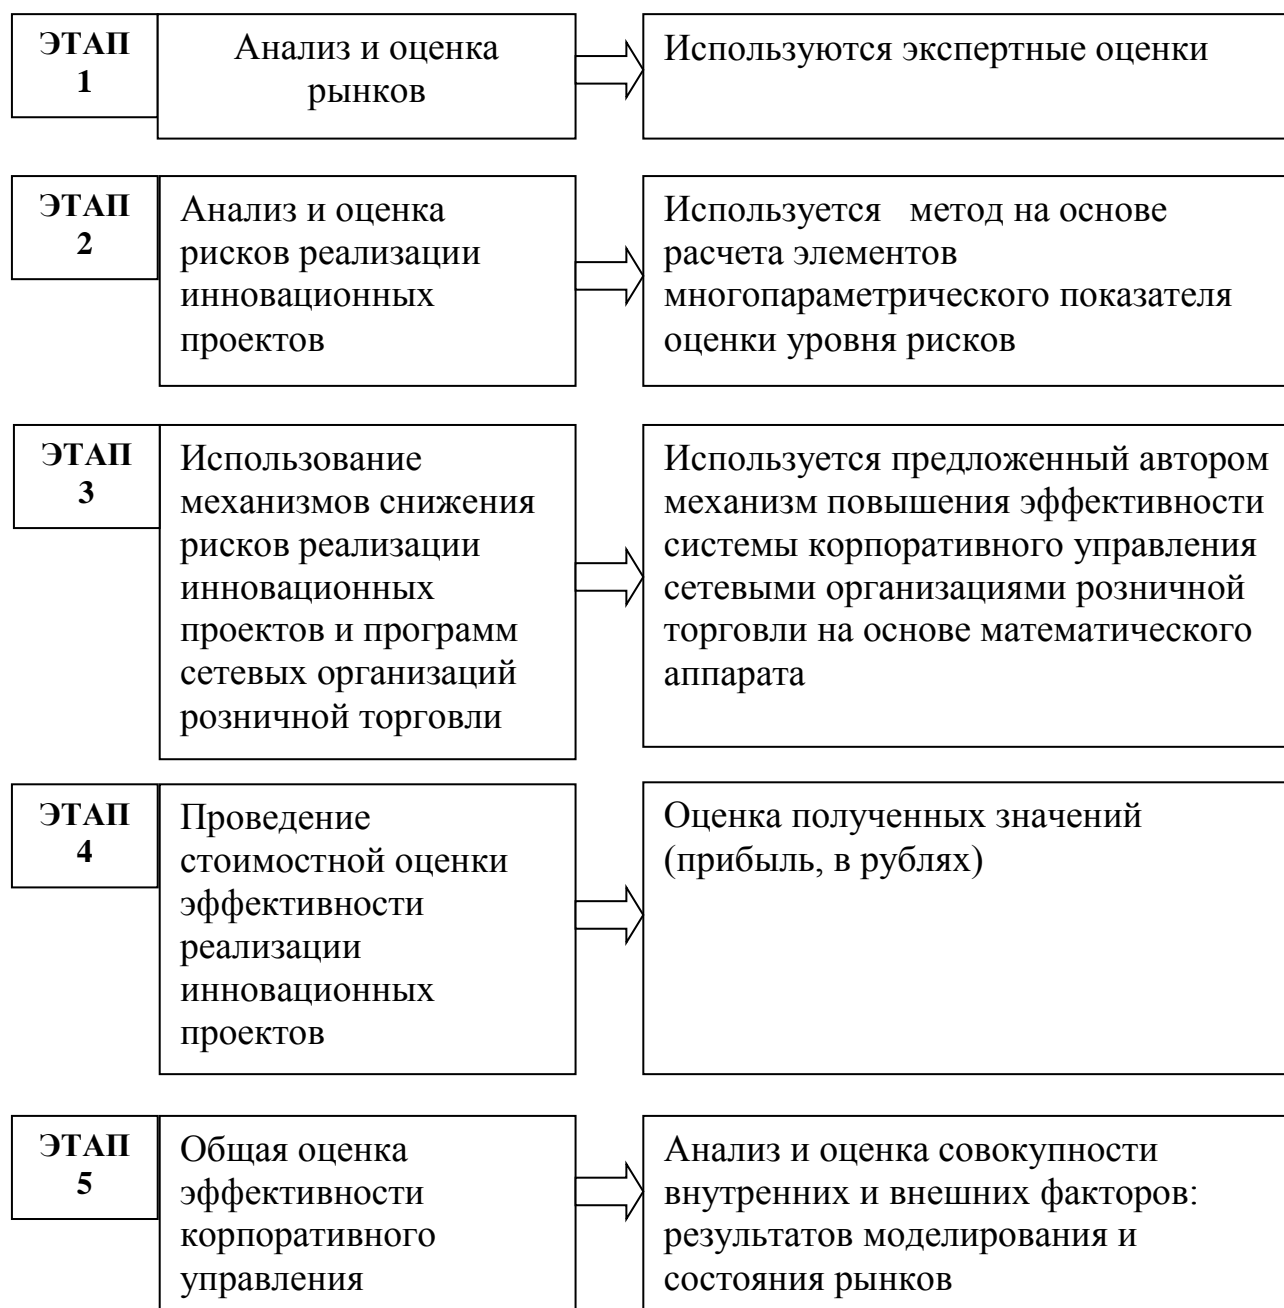 ЭТАП
1
Анализ и оценка
рынков
Используются экспертные оценки
ЭТАП
2
Анализ и оценка
рисков реализации
инновационных
проектов
Используется метод на основе
расчета элементов
многопараметрического показателя
оценки уровня рисков
ЭТАП
3
Использование
механизмов снижения
рисков реализации
инновационных
проектов и программ
сетевых организаций
розничной торговли
Используется предложенный автором
механизм повышения эффективности
системы корпоративного управления
сетевыми организациями розничной
торговли на основе математического
аппарата
ЭТАП
4
Проведение
стоимостной оценки
эффективности
реализации
инновационных
проектов
Оценка полученных значений
(прибыль, в рублях)
ЭТАП
5
Общая оценка
эффективности
корпоративного
управления
Анализ и оценка совокупности
внутренних и внешних факторов:
результатов моделирования и
состояния рынков